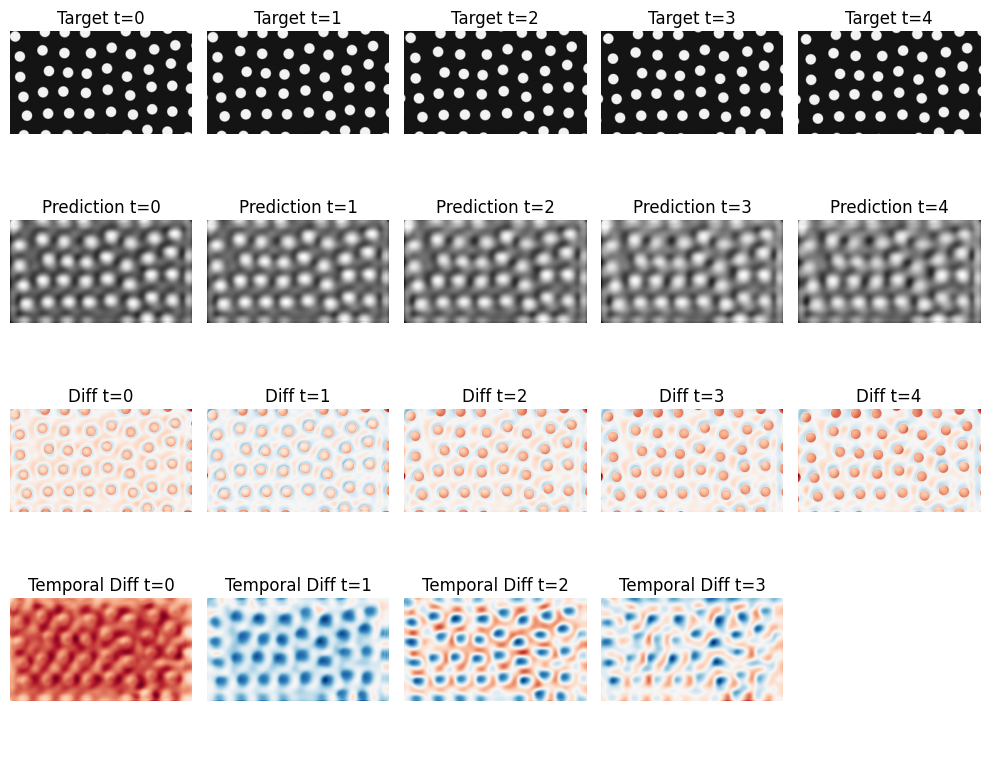 Target t=0 Target t=1 Target t=2 Target t=3 Target t=4
Prediction t=0 Prediction t=1 Prediction t=2 Prediction t=3 Prediction t=4
Diff t=0 Diff t=1 Diff t=2 Diff t=3 Diff t=4
Temporal Diff t=0 Temporal Diff t=1 Temporal Diff t=2 Temporal Diff t=3